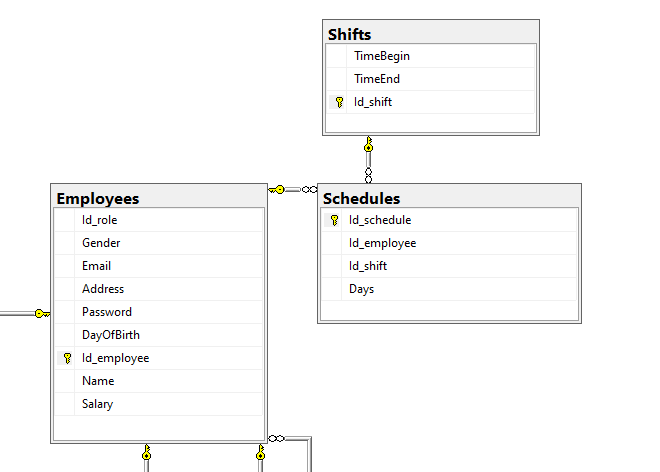 Shifts
TimeBegin
TimeEnd
Id_shift
Employees
Id_role
Gender
Email
Address
Password
DayOfBirth
Id_employee
Name
Salary
Schedules
Id_schedule
Id_employee
Id_shift
Days